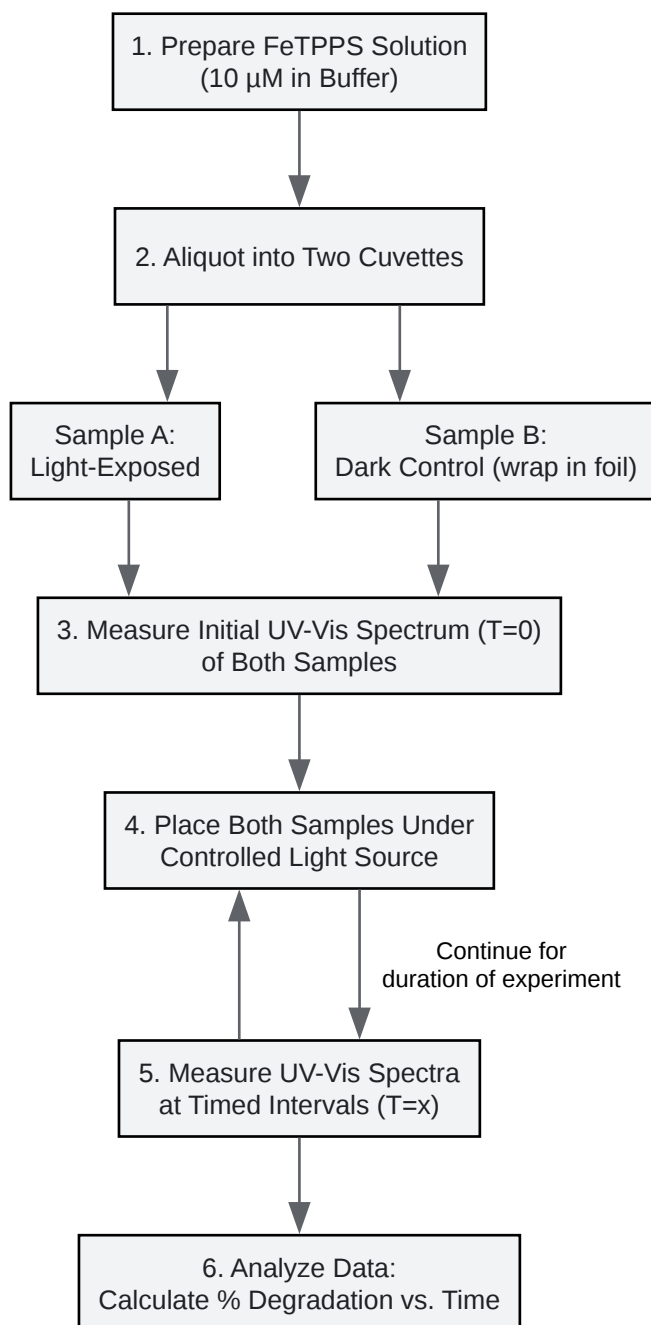 1. Prepare FeTPPS Solution
(10 µM in Buffer)
2. Aliquot into Two Cuvettes
Sample A:
Light-Exposed
Sample B:
Dark Control (wrap in foil)
3. Measure Initial UV-Vis Spectrum (T=0)
of Both Samples
4. Place Both Samples Under
Controlled Light Source
Continue for
duration of experiment
5. Measure UV-Vis Spectra
at Timed Intervals (T=x)
6. Analyze Data:
Calculate % Degradation vs. Time